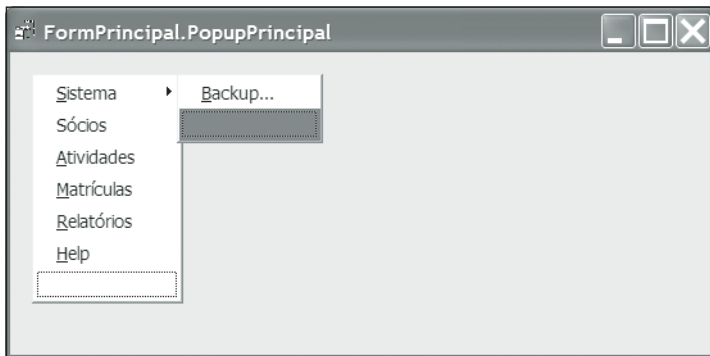 FormPrincipal.PopupPrincipal
Sistema Backup...
Sócios
Atividades
Matrículas
Relatórios
Help